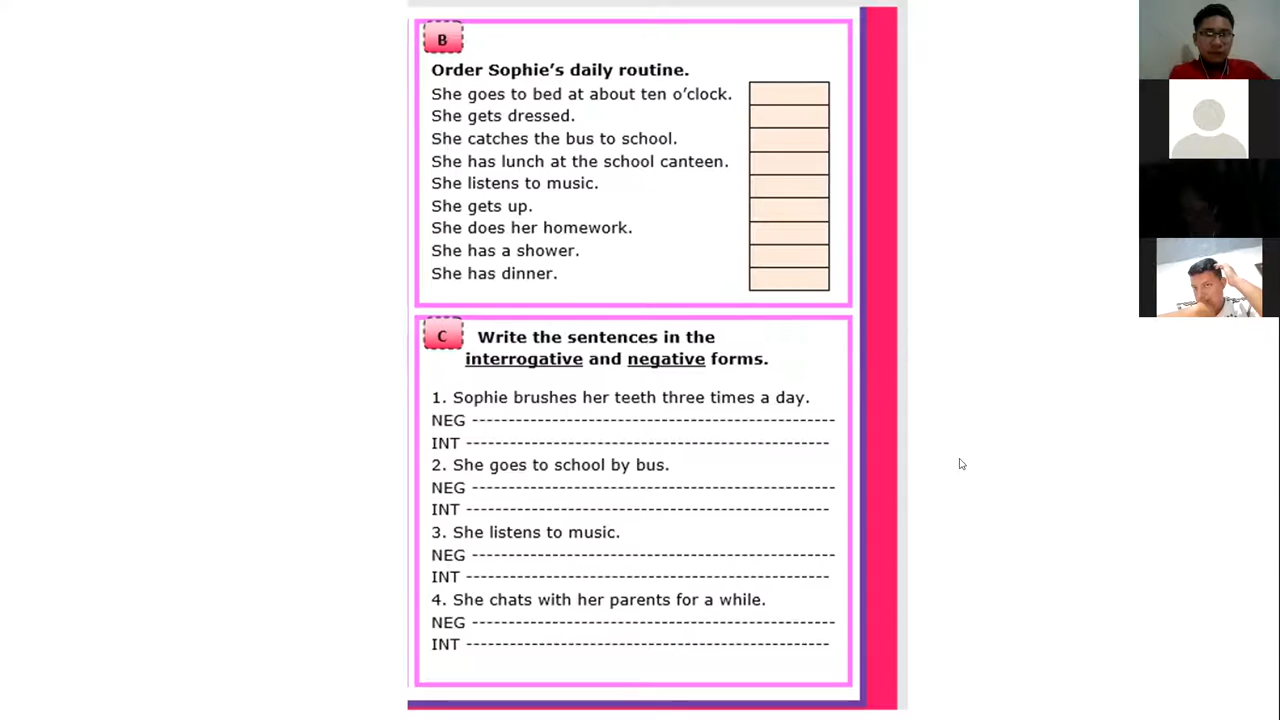 B
Order Sophie's daily routine.
She goes to bed at about ten o'clock.
She gets dressed.
She catches the bus to school.
She has lunch at the school canteen.
She listens to music.
She gets up.
She does her homework.
She has a shower.
She has dinner.
C
Write the sentences in the
interrogative and negative forms.
1. Sophie brushes her teeth three times a day.
NEG -------------------------------------------------
INT -------------------------------------------------
2. She goes to school by bus.
NEG -------------------------------------------------
INT -------------------------------------------------
3. She listens to music.
NEG -------------------------------------------------
INT -------------------------------------------------
4. She chats with her parents for a while.
NEG -------------------------------------------------
INT -------------------------------------------------